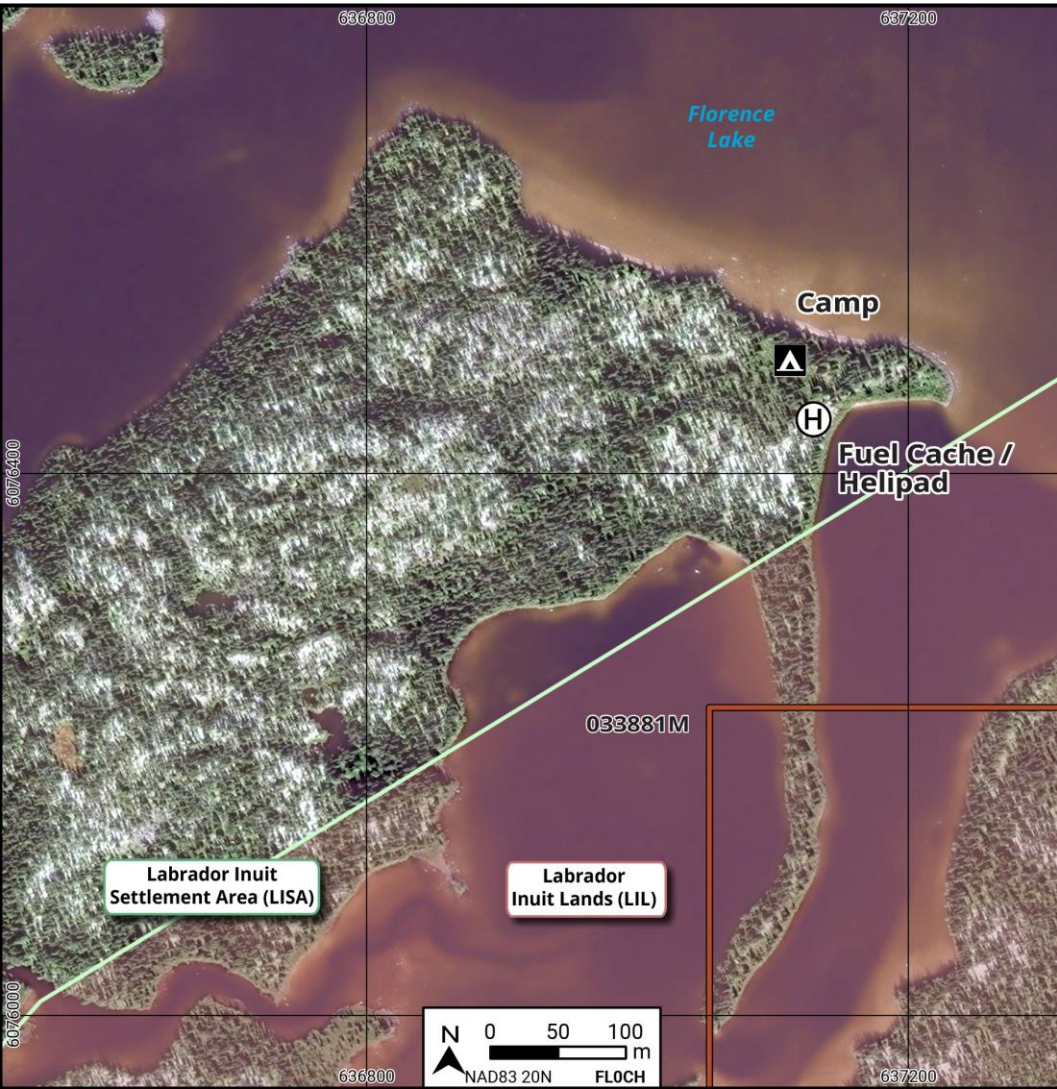 636800
637200
Florence
Lake
Camp
H
6076400
Fuel Cache /
Helipad
033881M
Labrador Inuit
Settlement Area (LISA)
Labrador
Inuit Lands (LIL)
6076000
N
0 50 100
m
NAD83 20N FL0CH
636800
637200